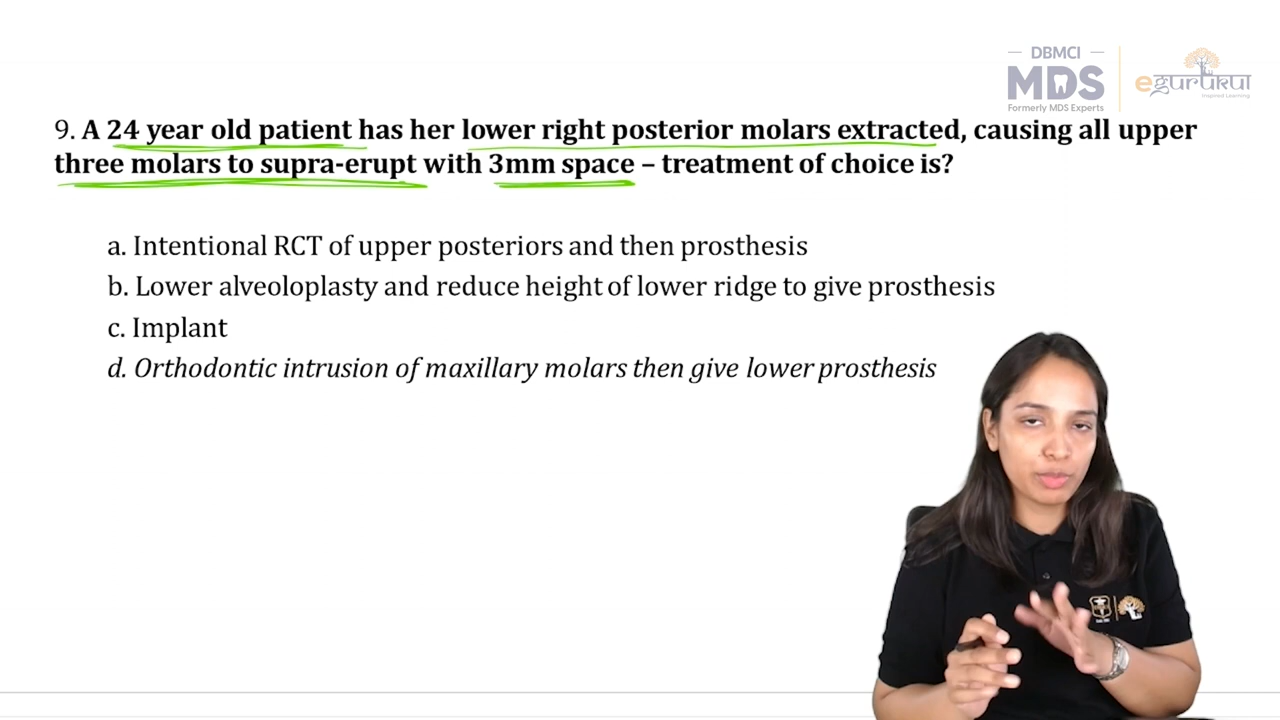 DBMCI
MDS
Formerly MDS Experts
egurukul
Inspired Learning
9. A 24 year old patient has her lower right posterior molars extracted, causing all upper
three molars to supra-erupt with 3mm space – treatment of choice is?
a. Intentional RCT of upper posteriors and then prosthesis
b. Lower alveoloplasty and reduce height of lower ridge to give prosthesis
c. Implant
d. Orthodontic intrusion of maxillary molars then give lower prosthesis